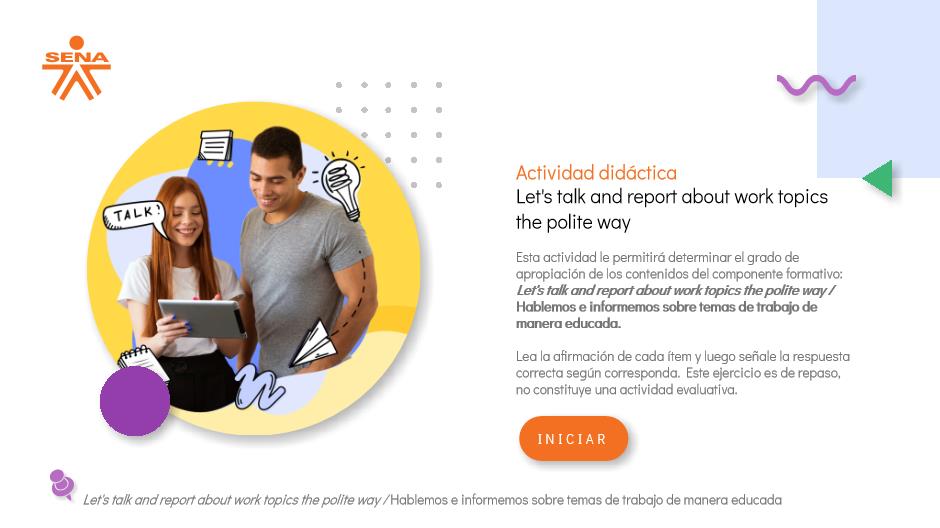 SENA
TALK!
Actividad didáctica
Let's talk and report about work topics
the polite way
Esta actividad le permitirá determinar el grado de
apropiación de los contenidos del componente formativo:
Let's talk and report about work topics the polite way /
Hablemos e informemos sobre temas de trabajo de
manera educada.
Lea la afirmación de cada ítem y luego señale la respuesta
correcta según corresponda. Este ejercicio es de repaso,
no constituye una actividad evaluativa.
INICIAR
Let's talk and report about work topics the polite way / Hablemos e informemos sobre temas de trabajo de manera educada